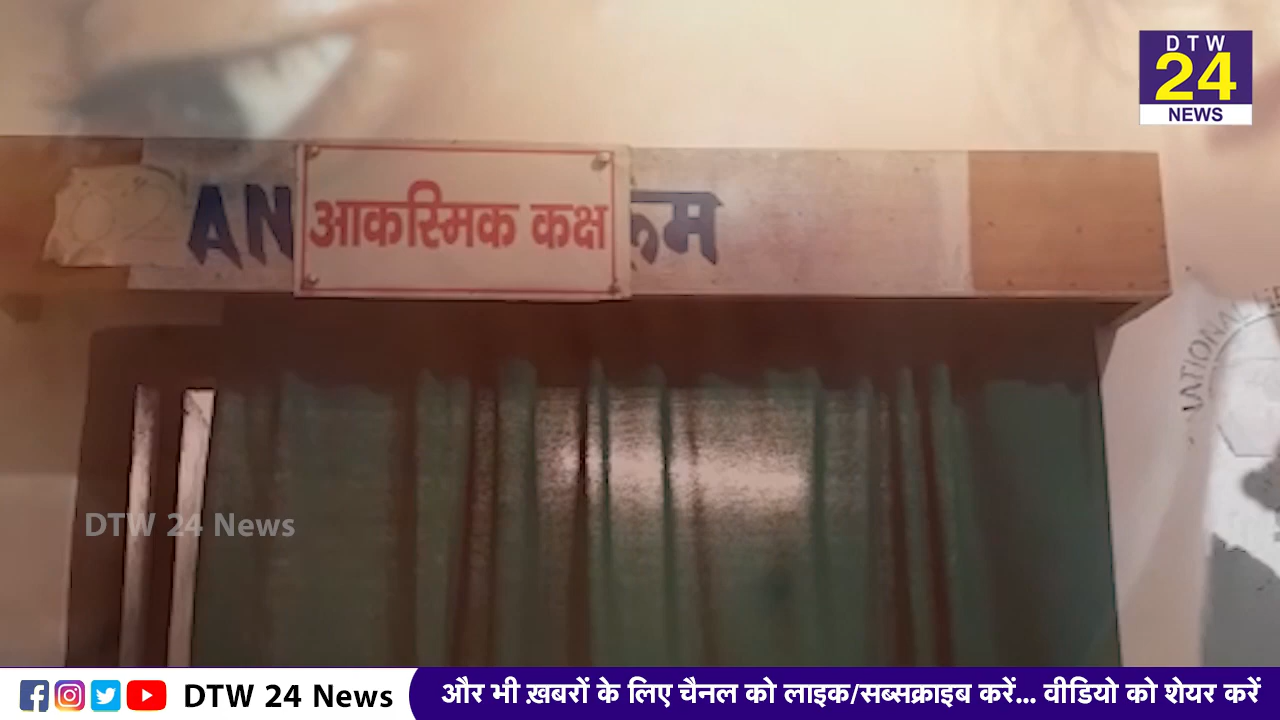 DTW
24
NEWS
02
AN
आकस्मिक कक्ष
रूम
DTW 24 News
DTW 24 News
और भी ख़बरों के लिए चैनल को लाइक/सब्सक्राइब करें... वीडियो को शेयर करें